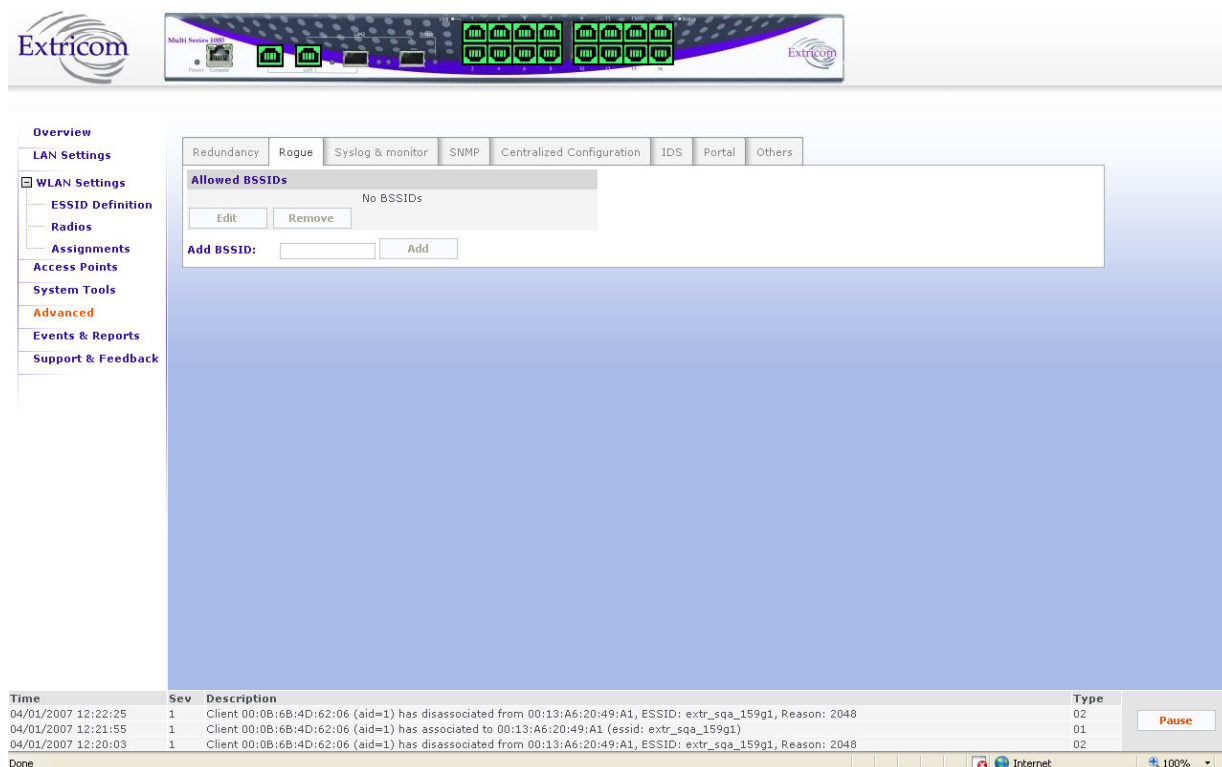 Extricom
Multi Series 1000
Power Console
LAN 1
LAN2
Extricom
Overview
LAN Settings
WLAN Settings
ESSID Definition
Radios
Assignments
Access Points
System Tools
Advanced
Events & Reports
Support & Feedback
Redundancy Rogue Syslog & monitor SNMP Centralized Configuration IDS Portal Others
Allowed BSSIDs
No BSSIDs
Edit Remove
Add BSSID: Add
Time Sev Description Type
04/01/2007 12:22:25 1 Client 00:0B:6B:4D:62:06 (aid=1) has disassociated from 00:13:A6:20:49:A1, ESSID: extr_sqa_159g1, Reason: 2048 02
04/01/2007 12:21:55 1 Client 00:0B:6B:4D:62:06 (aid=1) has associated to 00:13:A6:20:49:A1 (essid: extr_sqa_159g1) 01
04/01/2007 12:20:03 1 Client 00:0B:6B:4D:62:06 (aid=1) has disassociated from 00:13:A6:20:49:A1, ESSID: extr_sqa_159g1, Reason: 2048 02
Pause
Done Internet 100%